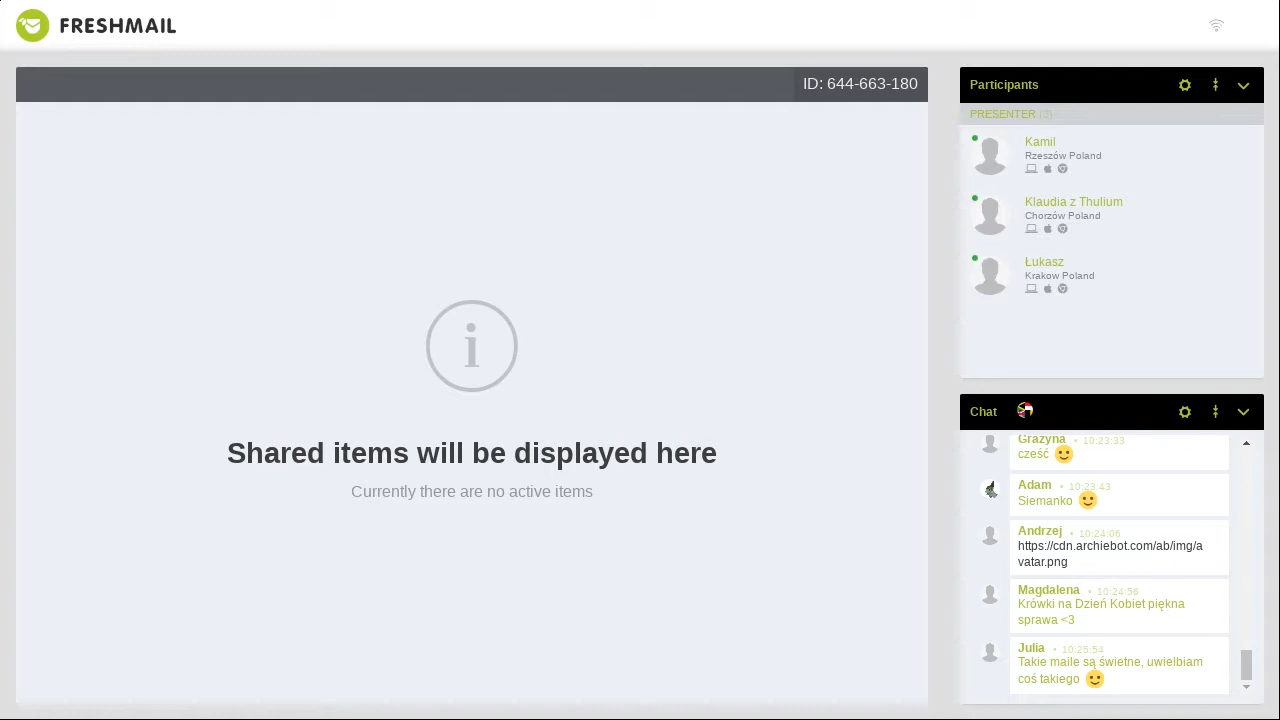 FRESHMAIL
ID: 644-663-180
Shared items will be displayed here
Currently there are no active items
Participants
PRESENTER (3)
Kamil
Rzeszów Poland
Klaudia z Thulium
Chorzów Poland
Łukasz
Krakow Poland
Chat
Grażyna • 10:23:33
cześć
Adam • 10:23:43
Siemanko
Andrzej • 10:24:06
https://cdn.archiebot.com/ab/img/a
vatar.png
Magdalena • 10:24:56
Krówki na Dzień Kobiet piękna
sprawa <3
Julia • 10:25:54
Takie maile są świetne, uwielbiam
coś takiego